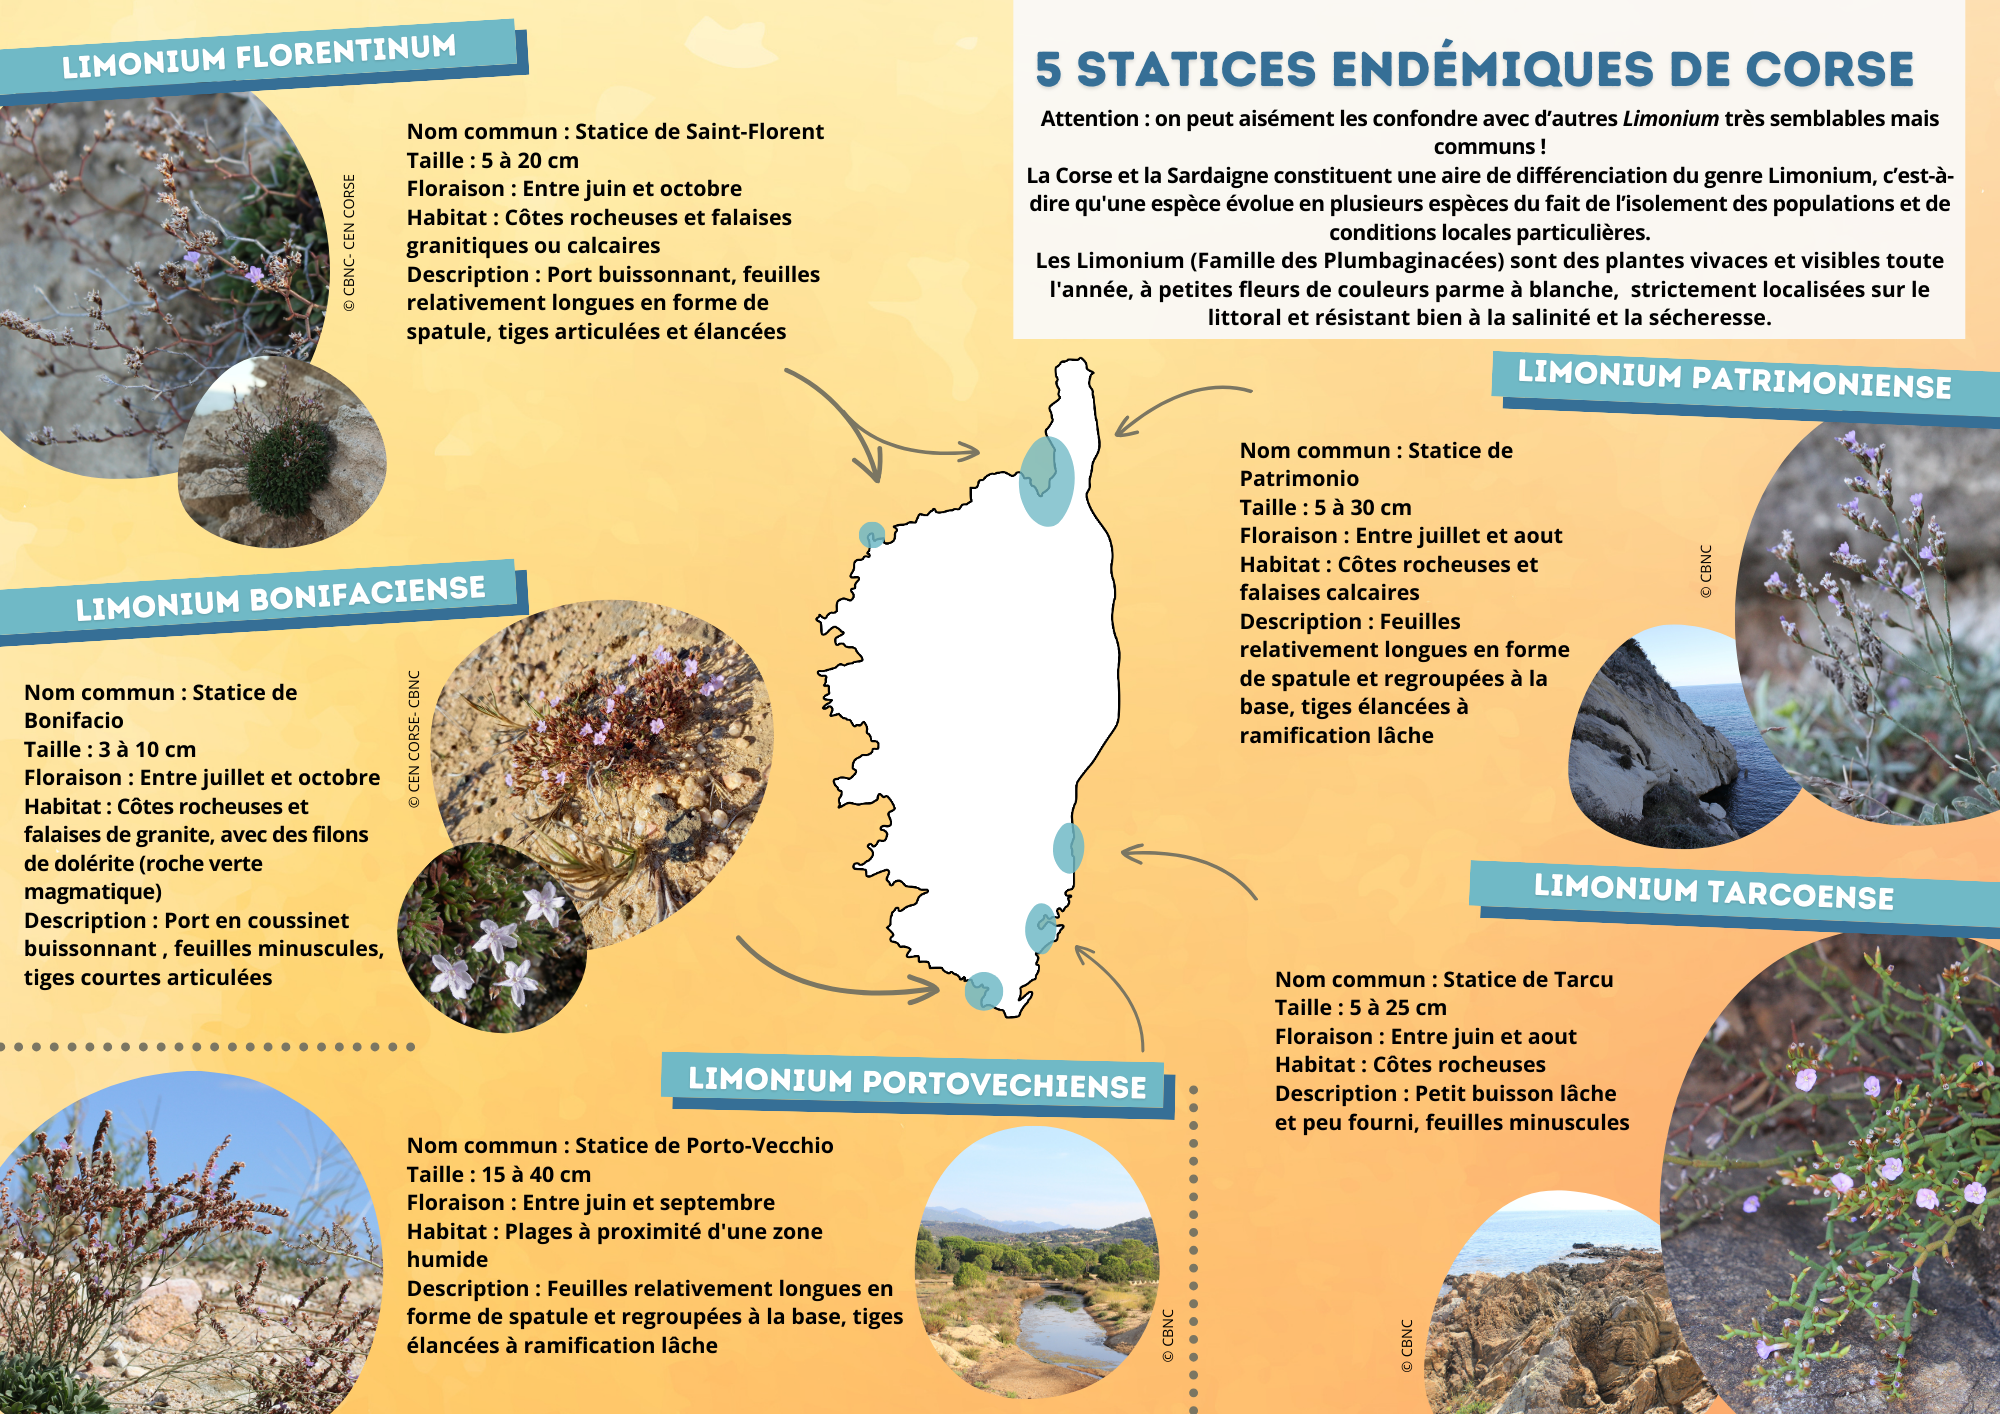 LIMONIUM FLORENTINUM
Nom commun : Statice de Saint-Florent
Taille : 5 à 20 cm
Floraison : Entre juin et octobre
Habitat : Côtes rocheuses et falaises
granitiques ou calcaires
Description : Port buissonnant, feuilles
relativement longues en forme de
spatule, tiges articulées et élancées
© CBNC- CEN CORSE
5 STATICES ENDÉMIQUES DE CORSE
Attention : on peut aisément les confondre avec d’autres Limonium très semblables mais
communs !
La Corse et la Sardaigne constituent une aire de différenciation du genre Limonium, c’est-à-
dire qu'une espèce évolue en plusieurs espèces du fait de l’isolement des populations et de
conditions locales particulières.
Les Limonium (Famille des Plumbaginacées) sont des plantes vivaces et visibles toute
l'année, à petites fleurs de couleurs parme à blanche, strictement localisées sur le
littoral et résistant bien à la salinité et la sécheresse.
LIMONIUM PATRIMONIENSE
Nom commun : Statice de
Patrimonio
Taille : 5 à 30 cm
Floraison : Entre juillet et aout
Habitat : Côtes rocheuses et
falaises calcaires
Description : Feuilles
relativement longues en forme
de spatule et regroupées à la
base, tiges élancées à
ramification lâche
© CBNC
LIMONIUM BONIFACIENSE
Nom commun : Statice de
Bonifacio
Taille : 3 à 10 cm
Floraison : Entre juillet et octobre
Habitat : Côtes rocheuses et
falaises de granite, avec des filons
de dolérite (roche verte
magmatique)
Description : Port en coussinet
buissonnant , feuilles minuscules,
tiges courtes articulées
© CEN CORSE- CBNC
LIMONIUM TARCOENSE
Nom commun : Statice de Tarcu
Taille : 5 à 25 cm
Floraison : Entre juin et aout
Habitat : Côtes rocheuses
Description : Petit buisson lâche
et peu fourni, feuilles minuscules
© CBNC
LIMONIUM PORTOVECHIENSE
Nom commun : Statice de Porto-Vecchio
Taille : 15 à 40 cm
Floraison : Entre juin et septembre
Habitat : Plages à proximité d'une zone
humide
Description : Feuilles relativement longues en
forme de spatule et regroupées à la base, tiges
élancées à ramification lâche
© CBNC